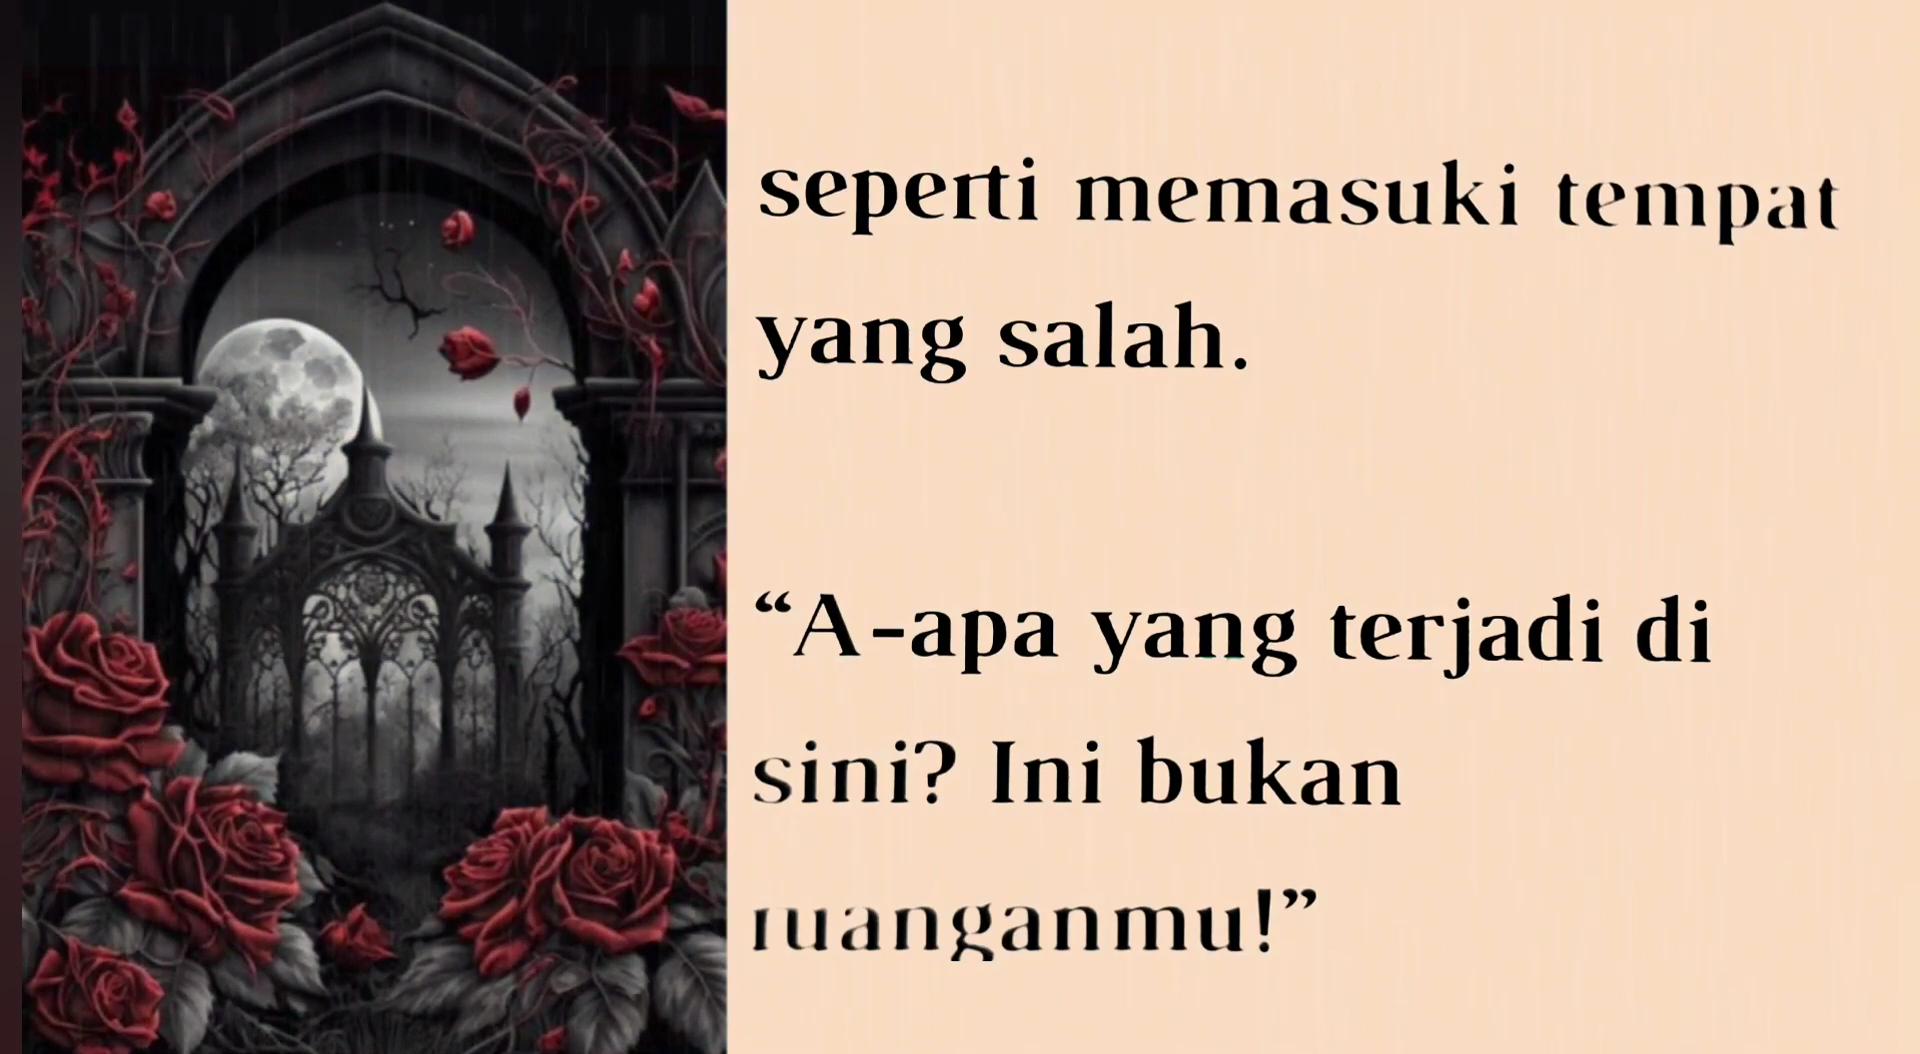 seperti memasuki tempat
yang salah.
“A-apa yang terjadi di
sini? Ini bukan
ruanganmu!”